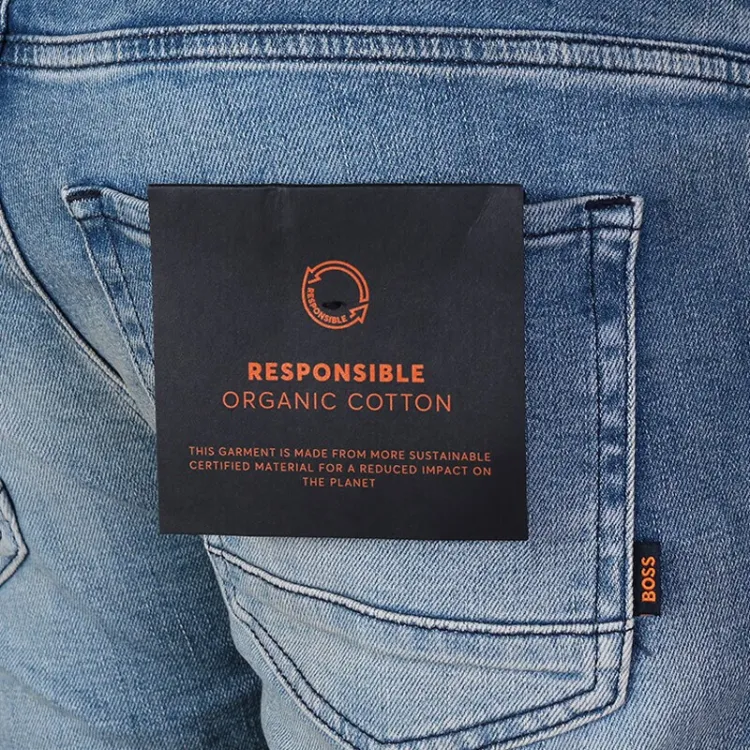 RESPONSIBLE
RESPONSIBLE
ORGANIC COTTON
THIS GARMENT IS MADE FROM MORE SUSTAINABLE
CERTIFIED MATERIAL FOR A REDUCED IMPACT ON
THE PLANET
BOSS